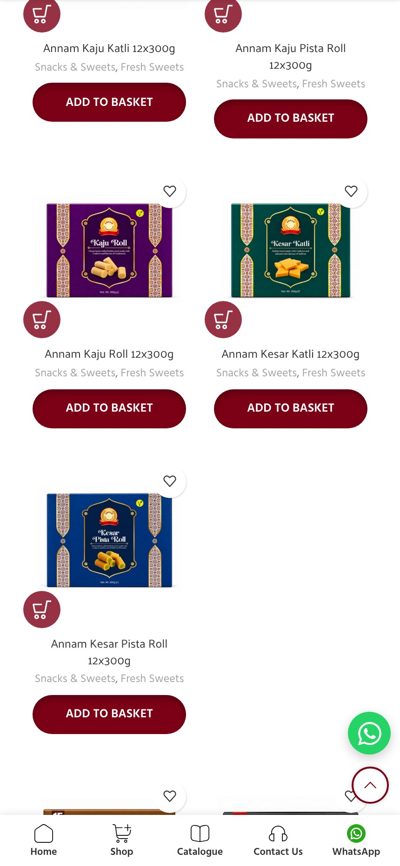 Annam Kaju Katli 12x300g
Snacks & Sweets, Fresh Sweets
ADD TO BASKET
Annam Kaju Pista Roll
12x300g
Snacks & Sweets, Fresh Sweets
ADD TO BASKET
Kaju Roll
Annam Kaju Roll 12x300g
Snacks & Sweets, Fresh Sweets
ADD TO BASKET
Kesar Katli
Annam Kesar Katli 12x300g
Snacks & Sweets, Fresh Sweets
ADD TO BASKET
Kesar
Pista Roll
Annam Kesar Pista Roll
12x300g
Snacks & Sweets, Fresh Sweets
ADD TO BASKET
Home
Shop
Catalogue
Contact Us
WhatsApp